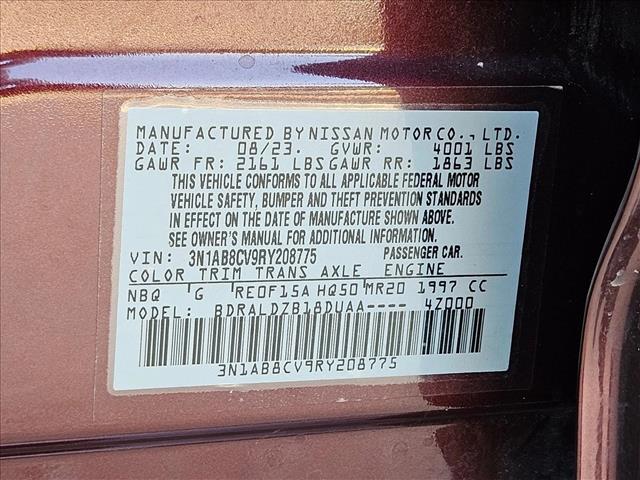 MANUFACTURED BY NISSAN MOTOR CO., LTD.
DATE: 08/23. GVWR: 4001 LBS
GAWR FR: 2161 LBS GAWR RR: 1863 LBS
THIS VEHICLE CONFORMS TO ALL APPLICABLE FEDERAL MOTOR
VEHICLE SAFETY, BUMPER AND THEFT PREVENTION STANDARDS
IN EFFECT ON THE DATE OF MANUFACTURE SHOWN ABOVE.
SEE OWNER'S MANUAL FOR ADDITIONAL INFORMATION.
VIN: 3N1AB8CV9RY208775 PASSENGER CAR.
COLOR TRIM TRANS AXLE ENGINE
NBQ G RE0F15A HQ50 MR20 1997 CC
MODEL: BDRALDZB18DUAA---- 4Z000
3N1AB8CV9RY208775